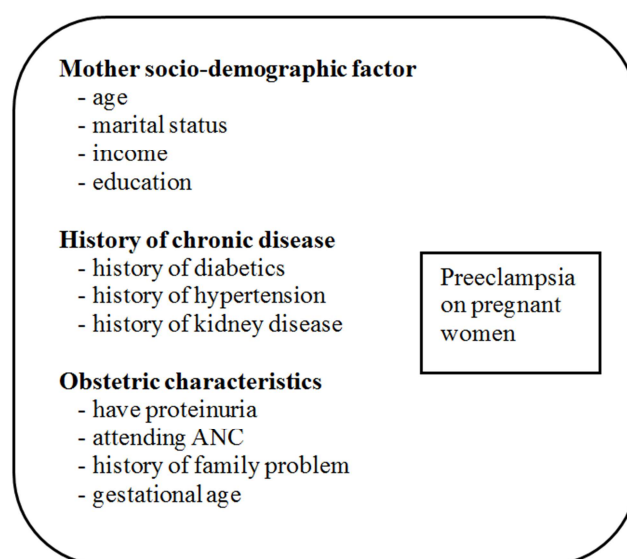 Mother socio-demographic factor
- age
- marital status
- income
- education
History of chronic disease
- history of diabetics
- history of hypertension
- history of kidney disease
Obstetric characteristics
- have proteinuria
- attending ANC
- history of family problem
- gestational age
Preeclampsia
on pregnant
women